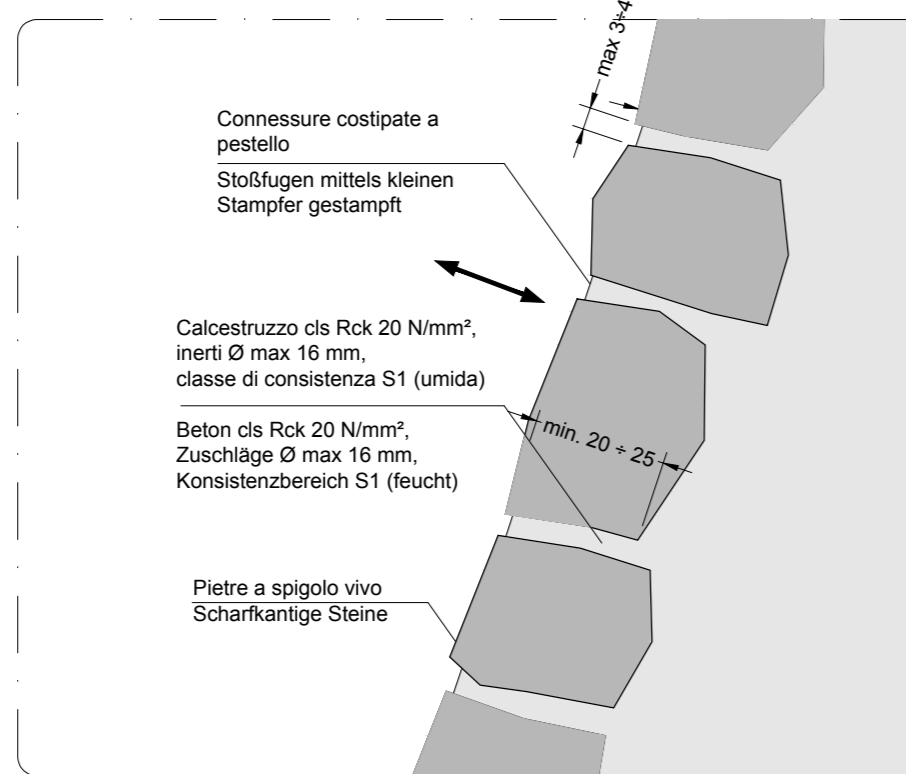 max 3÷4
Connessure costipate a
pestello
Stoßfugen mittels kleinen
Stampfer gestampft
Calcestruzzo cls Rck 20 N/mm²,
inerti Ø max 16 mm,
classe di consistenza S1 (umida)
Beton cls Rck 20 N/mm²,
Zuschläge Ø max 16 mm,
Konsistenzbereich S1 (feucht)
min. 20 ÷ 25
Pietre a spigolo vivo
Scharfkantige Steine